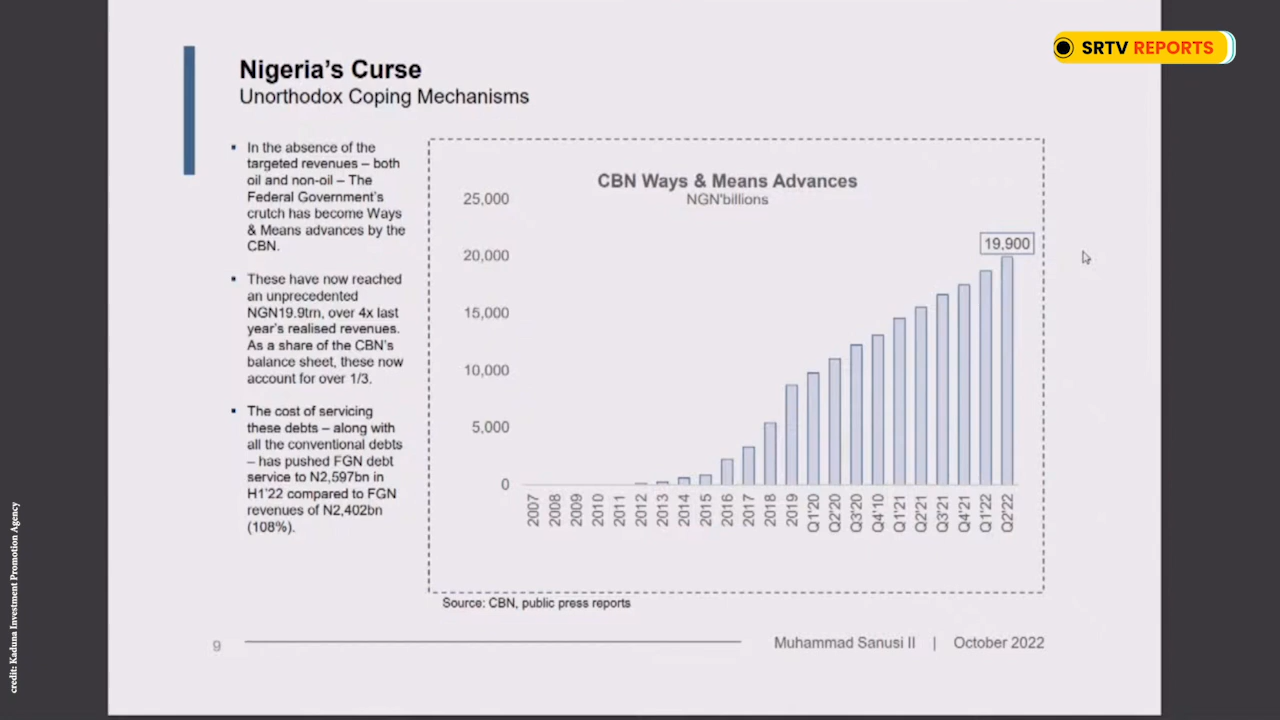 SRTV REPORTS
Nigeria’s Curse
Unorthodox Coping Mechanisms
▪ In the absence of the
targeted revenues – both
oil and non-oil – The
Federal Government’s
crutch has become Ways
& Means advances by the
CBN.
▪ These have now reached
an unprecedented
NGN19.9trn, over 4x last
year’s realised revenues.
As a share of the CBN’s
balance sheet, these now
account for over 1/3.
▪ The cost of servicing
these debts – along with
all the conventional debts
– has pushed FGN debt
service to N2,597bn in
H1’22 compared to FGN
revenues of N2,402bn
(108%).
CBN Ways & Means Advances
NGN'billions
25,000
20,000
15,000
10,000
5,000
0
19,900
2007
2008
2009
2010
2011
2012
2013
2014
2015
2016
2017
2018
2019
Q1'20
Q2'20
Q3'20
Q4'10
Q1'21
Q2'21
Q3'21
Q4'21
Q1'22
Q2'22
Source: CBN, public press reports
9
Muhammad Sanusi II | October 2022
credit: Kaduna Investment Promotion Agency